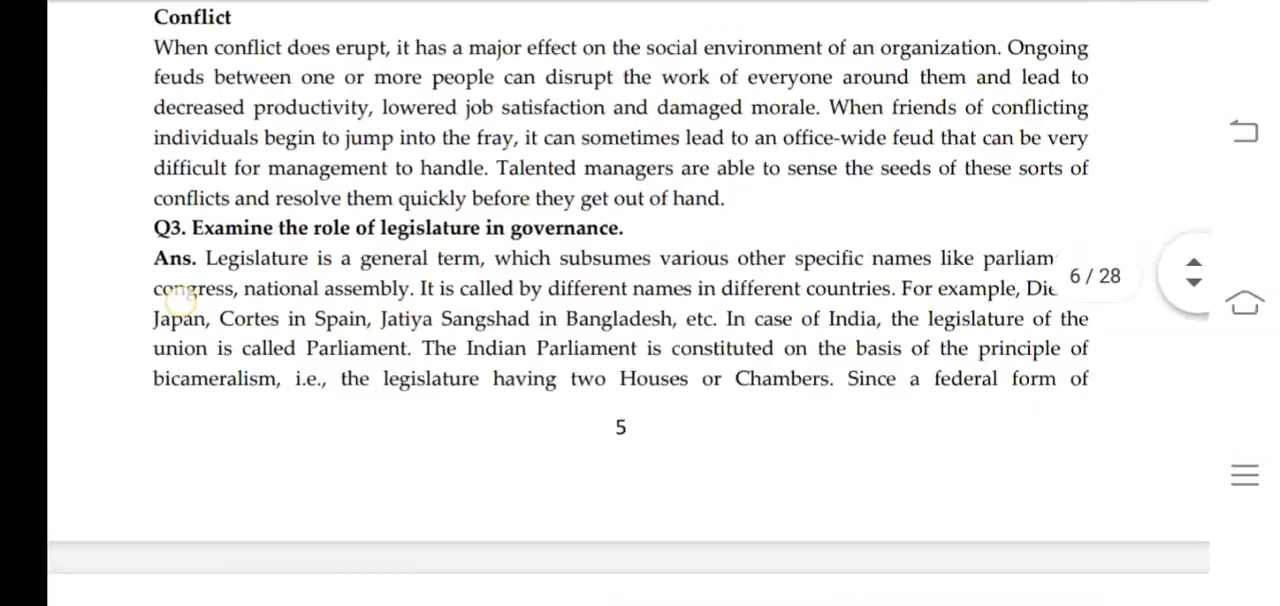 Conflict
When conflict does erupt, it has a major effect on the social environment of an organization. Ongoing
feuds between one or more people can disrupt the work of everyone around them and lead to
decreased productivity, lowered job satisfaction and damaged morale. When friends of conflicting
individuals begin to jump into the fray, it can sometimes lead to an office-wide feud that can be very
difficult for management to handle. Talented managers are able to sense the seeds of these sorts of
conflicts and resolve them quickly before they get out of hand.
Q3. Examine the role of legislature in governance.
Ans. Legislature is a general term, which subsumes various other specific names like
congress, national assembly. It is called by different names in different countries. For example,
6 / 28
Japan, Cortes in Spain, Jatiya Sangshad in Bangladesh, etc. In case of India, the legislature of the
union is called Parliament. The Indian Parliament is constituted on the basis of the principle of
bicameralism, i.e., the legislature having two Houses or Chambers. Since a federal form of
5